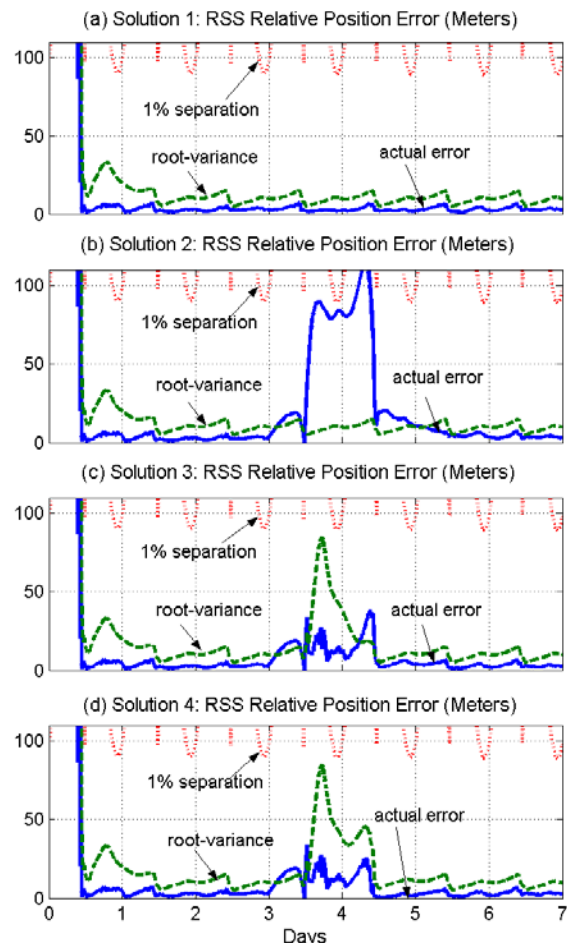 (a) Solution 1: RSS Relative Position Error (Meters)
100
1% separation
50
root-variance
actual error
0
(b) Solution 2: RSS Relative Position Error (Meters)
100
1% separation
50
root-variance
actual error
0
(c) Solution 3: RSS Relative Position Error (Meters)
100
1% separation
50
root-variance
actual error
0
(d) Solution 4: RSS Relative Position Error (Meters)
100
1% separation
50
root-variance
actual error
0
0 1 2 3 4 5 6 7
Days